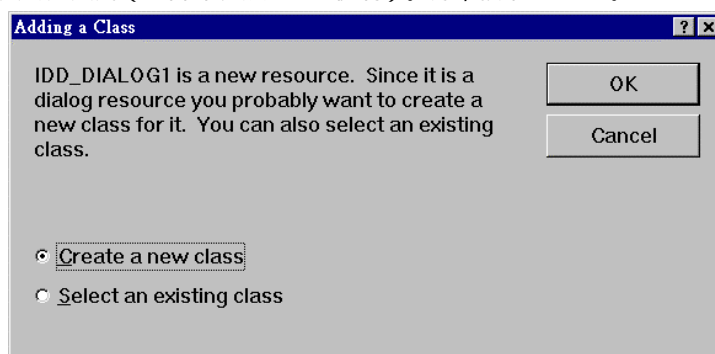 Adding a Class
IDD_DIALOG1 is a new resource. Since it is a
dialog resource you probably want to create a
new class for it. You can also select an existing
class.
OK
Cancel
Create a new class
Select an existing class